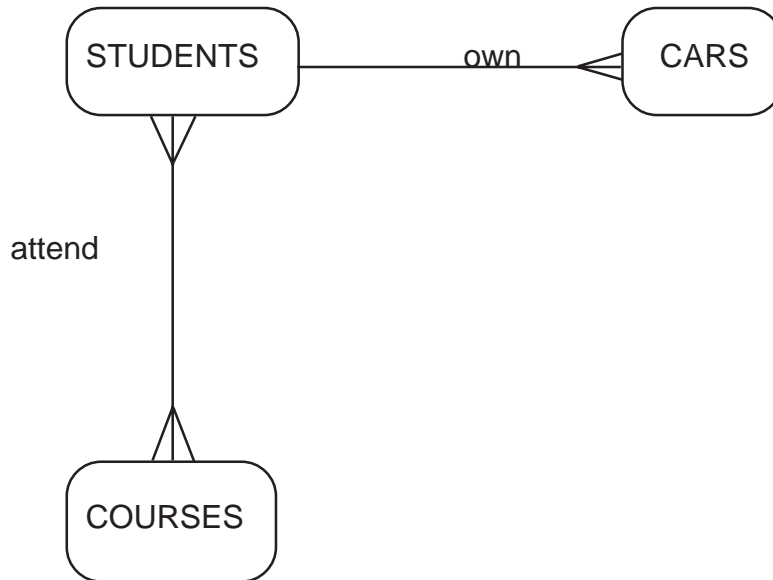 STUDENTS
own
CARS
attend
COURSES